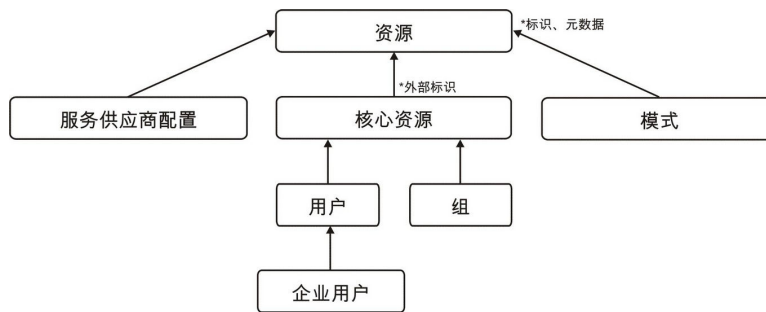 资源
*标识、元数据
*外部标识
服务供应商配置
核心资源
模式
用户
组
企业用户